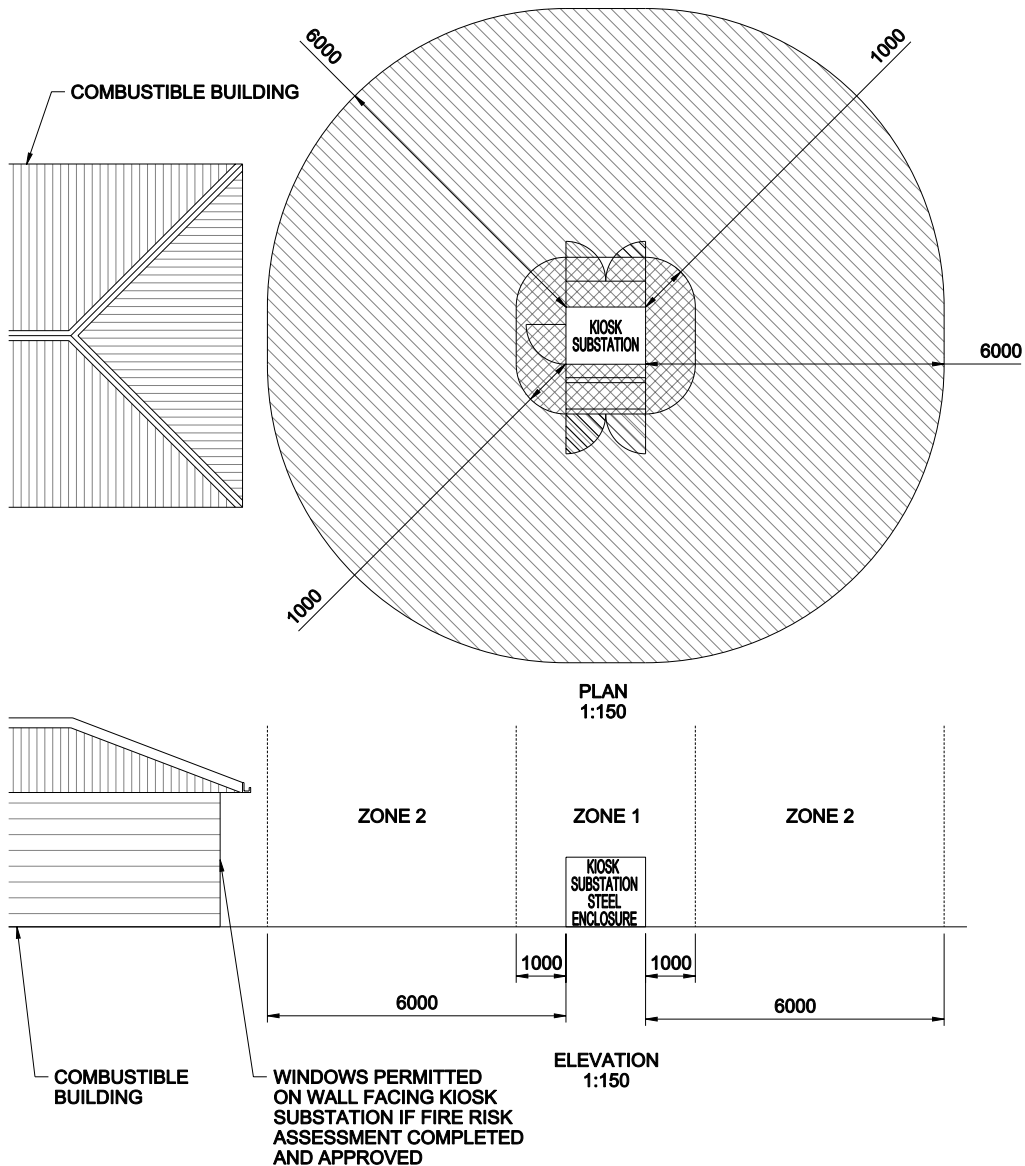 6000
1000
COMBUSTIBLE BUILDING
KIOSK
SUBSTATION
6000
1000
PLAN
1:150
ZONE 2
ZONE 1
ZONE 2
KIOSK
SUBSTATION
STEEL
ENCLOSURE
1000
1000
6000
6000
ELEVATION
1:150
COMBUSTIBLE
BUILDING
WINDOWS PERMITTED
ON WALL FACING KIOSK
SUBSTATION IF FIRE RISK
ASSESSMENT COMPLETED
AND APPROVED